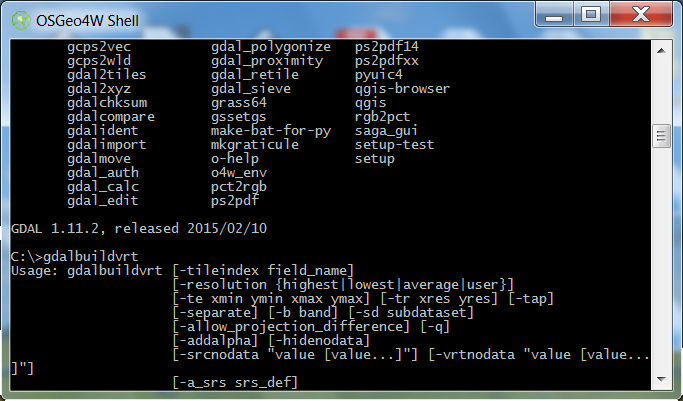 OSGeo4W Shell
gcps2vec gdal_polygonize ps2pdf14
gcps2wld gdal_proximity ps2pdfxx
gdal2tiles gdal_retile pyuic4
gdal2xyz gdal_sieve qgis-browser
gdalchksum grass64 qgis
gdalcompare gssetgs rgb2pct
gdalident make-bat-for-py saga_gui
gdalimport mkgraticule setup-test
gdalmove o-help setup
gdal_auth o4w_env
gdal_calc pct2rgb
gdal_edit ps2pdf
GDAL 1.11.2, released 2015/02/10
C:\>gdalbuildvrt
Usage: gdalbuildvrt [-tileindex field_name]
[-resolution {highest|lowest|average|user}]
[-te xmin ymin xmax ymax] [-tr xres yres] [-tap]
[-separate] [-b band] [-sd subdataset]
[-allow_projection_difference] [-q]
[-addalpha] [-hidenodata]
[-srcnodata "value [value...]"] [-vrtnodata "value [value...
]"]
[-a_srs srs_def]